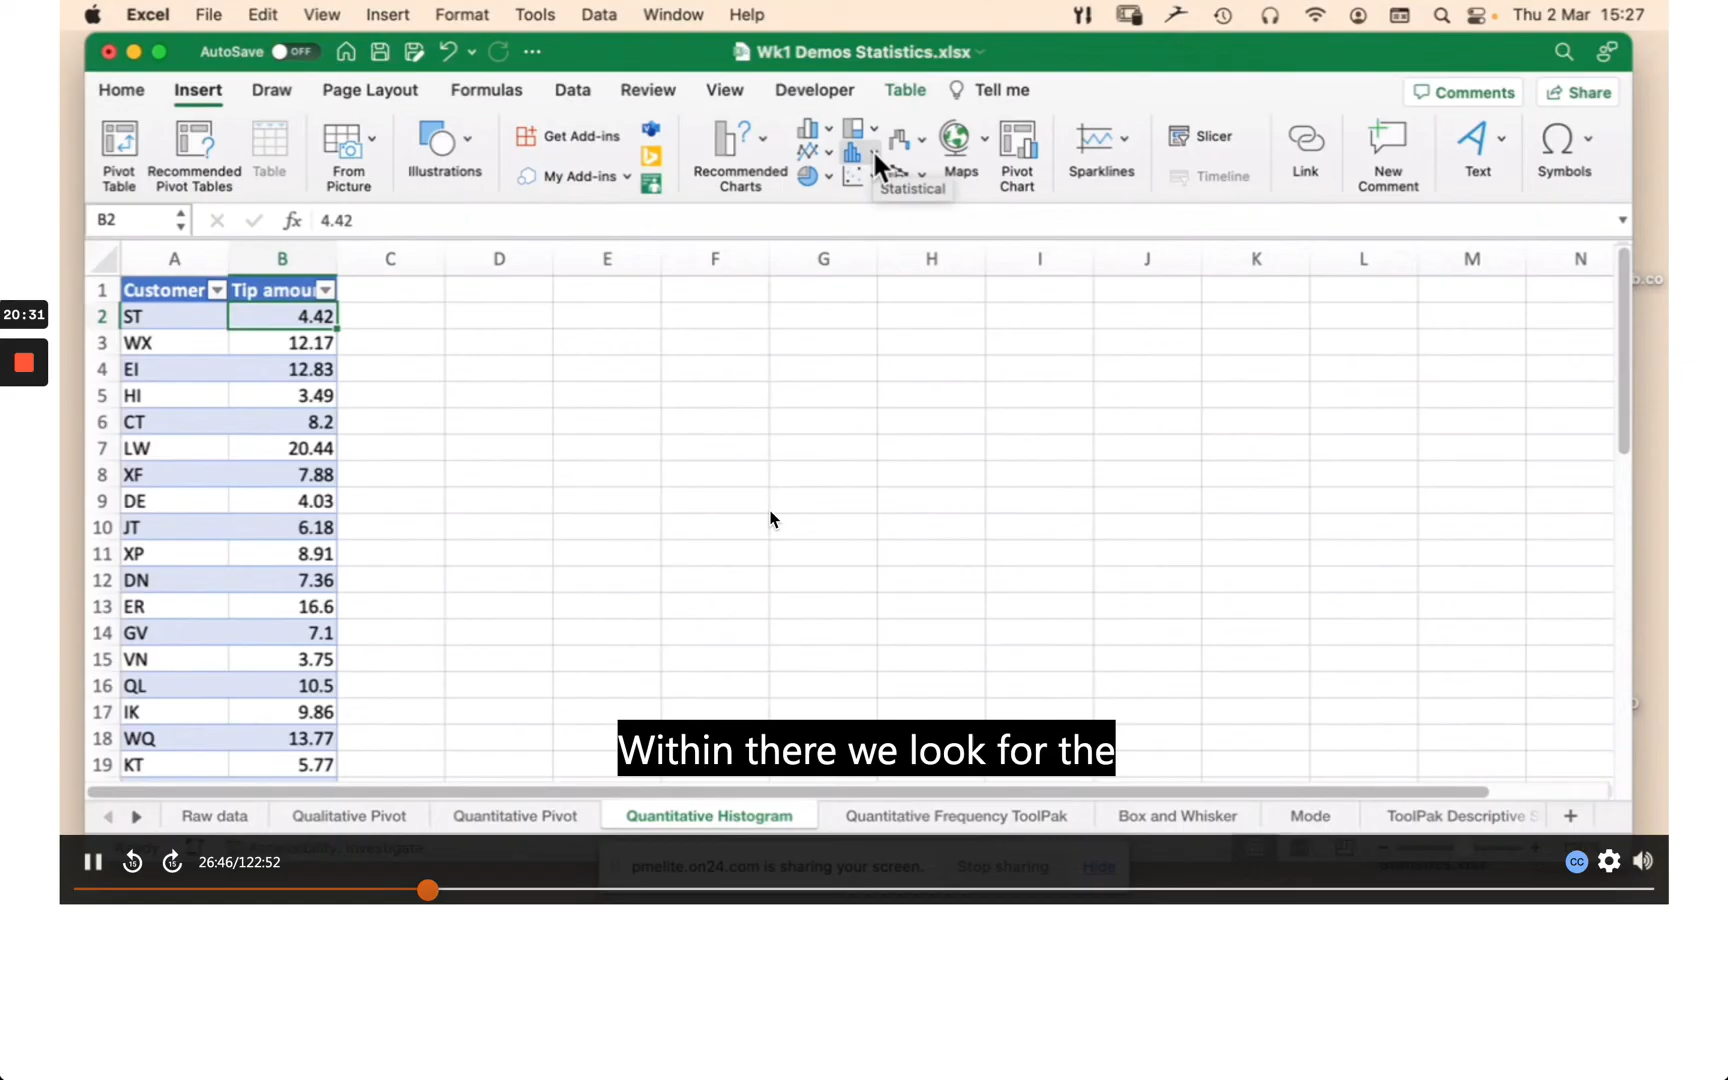 Excel File Edit View Insert Format Tools Data Window Help Thu 2 Mar 15:27
AutoSave OFF Wk1 Demos Statistics.xlsx
Home Insert Draw Page Layout Formulas Data Review View Developer Table Tell me Comments Share
Get Add-ins Slicer
Pivot Table Recommended Pivot Tables Table From Picture Illustrations My Add-ins Recommended Charts Maps Pivot Chart Sparklines Timeline Link New Comment Text Symbols
Statistical
B2 fx 4.42
A B C D E F G H I J K L M N
1 Customer Tip amou
2 ST 4.42
3 WX 12.17
4 EI 12.83
5 HI 3.49
6 CT 8.2
7 LW 20.44
8 XF 7.88
9 DE 4.03
10 JT 6.18
11 XP 8.91
12 DN 7.36
13 ER 16.6
14 GV 7.1
15 VN 3.75
16 QL 10.5
17 IK 9.86
18 WQ 13.77
19 KT 5.77
20:31
Within there we look for the
Raw data Qualitative Pivot Quantitative Pivot Quantitative Histogram Quantitative Frequency ToolPak Box and Whisker Mode ToolPak Descriptive S
26:46/122:52 pmelite.on24.com is sharing your screen. Stop sharing Hide CC